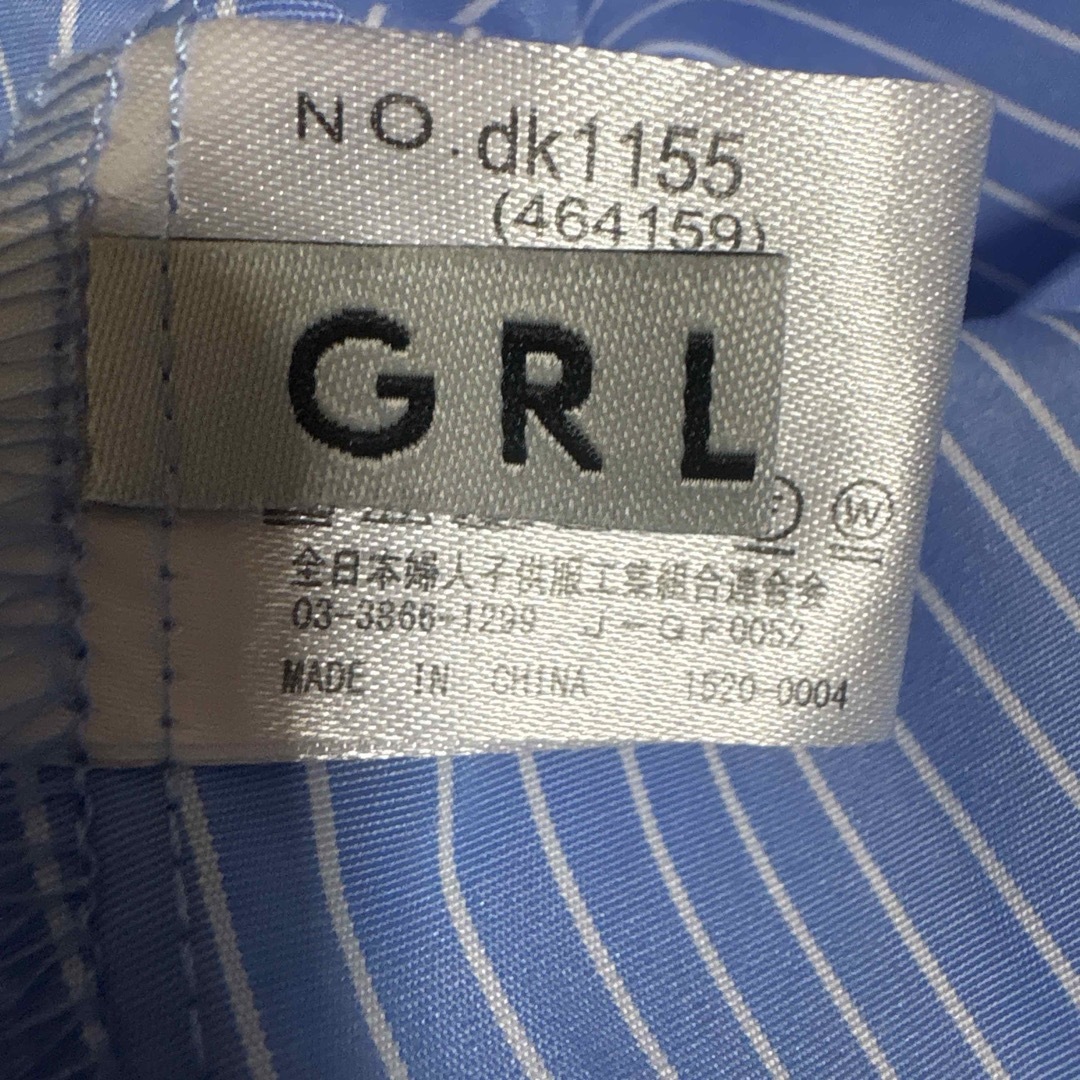 NO.dk1155
(464159)
GRL
W
全日本婦人子供服工業組合連合会
03-3866-1299 J-GF0052
MADE IN CHINA 1520-0004